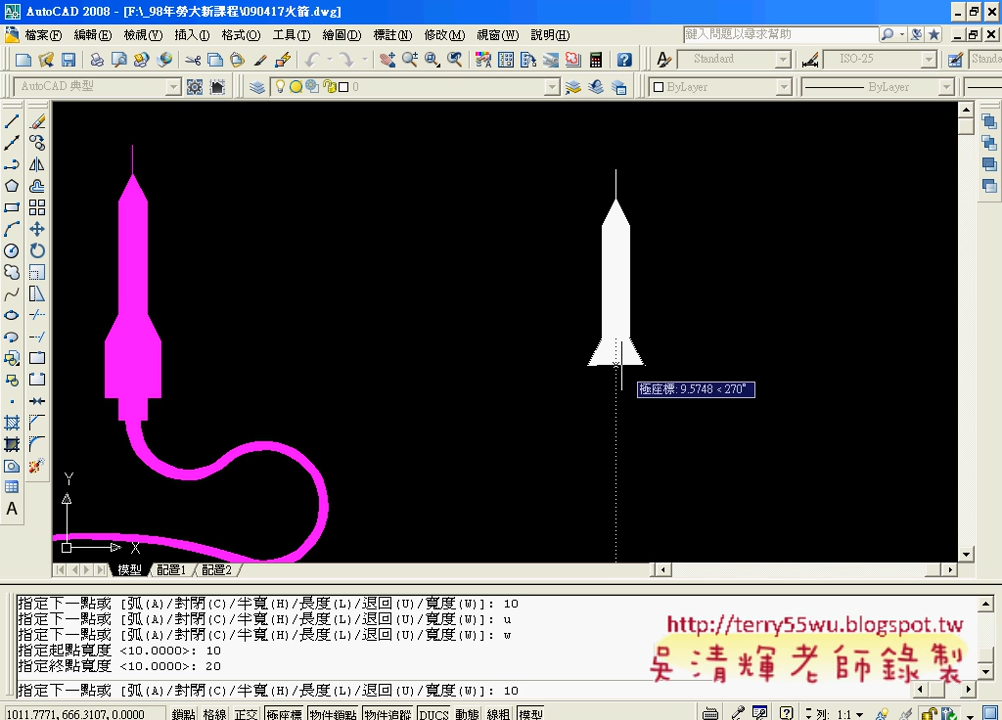 AutoCAD 2008 - [F:\_98年勞大新課程\090417火箭.dwg]
檔案(F) 編輯(E) 檢視(V) 插入(I) 格式(O) 工具(T) 繪圖(D) 標註(N) 修改(M) 視窗(W) 說明(H) 鍵入問題以尋求幫助
Standard ISO-25 Standa
AutoCAD 典型 0 ByLayer ByLayer
極座標: 9.5748 < 270°
Y
X
模型 配置1 配置2
指定下一點或 [弧(A)/封閉(C)/半寬(H)/長度(L)/退回(U)/寬度(W)]: 10
指定下一點或 [弧(A)/封閉(C)/半寬(H)/長度(L)/退回(U)/寬度(W)]: u
指定下一點或 [弧(A)/封閉(C)/半寬(H)/長度(L)/退回(U)/寬度(W)]: w
指定起點寬度 <10.0000>: 10
指定終點寬度 <10.0000>: 20
指定下一點或 [弧(A)/封閉(C)/半寬(H)/長度(L)/退回(U)/寬度(W)]: 10
http://terry55wu.blogspot.tw
吳清輝老師錄製
1011.7771, 666.3107, 0.0000 鎖點 格線 正交 極座標 物件鎖點 物件追蹤 DUCS 動態 線粗 模型 1:1